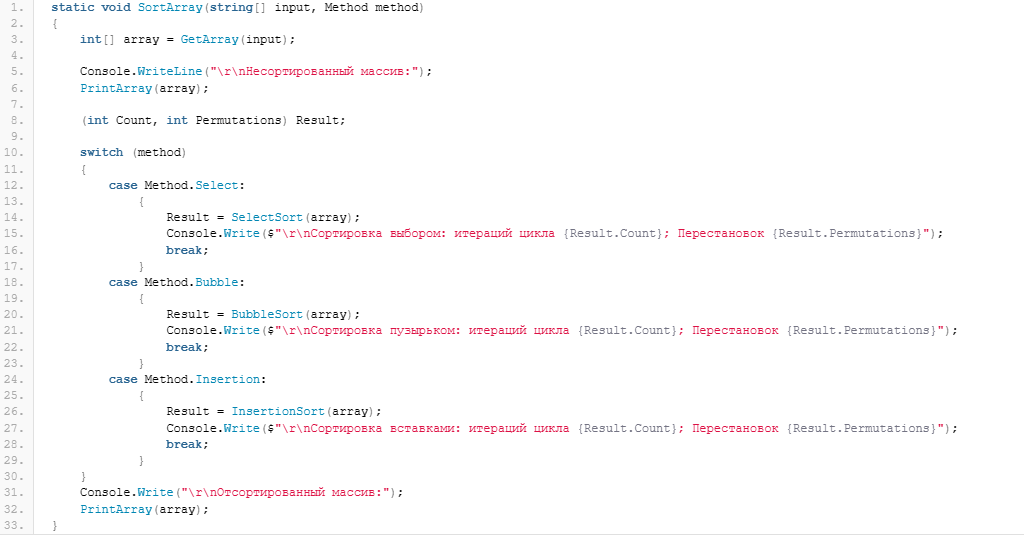 1. static void SortArray(string[] input, Method method)
2. {
3.     int[] array = GetArray(input);
4.
5.     Console.WriteLine("\r\nНесортированный массив:");
6.     PrintArray(array);
7.
8.     (int Count, int Permutations) Result;
9.
10.     switch (method)
11.     {
12.         case Method.Select:
13.             {
14.                 Result = SelectSort(array);
15.                 Console.Write($"\r\nСортировка выбором: итераций цикла {Result.Count}; Перестановок {Result.Permutations}");
16.                 break;
17.             }
18.         case Method.Bubble:
19.             {
20.                 Result = BubbleSort(array);
21.                 Console.Write($"\r\nСортировка пузырьком: итераций цикла {Result.Count}; Перестановок {Result.Permutations}");
22.                 break;
23.             }
24.         case Method.Insertion:
25.             {
26.                 Result = InsertionSort(array);
27.                 Console.Write($"\r\nСортировка вставками: итераций цикла {Result.Count}; Перестановок {Result.Permutations}");
28.                 break;
29.             }
30.     }
31.     Console.Write("\r\nОтсортированный массив:");
32.     PrintArray(array);
33. }